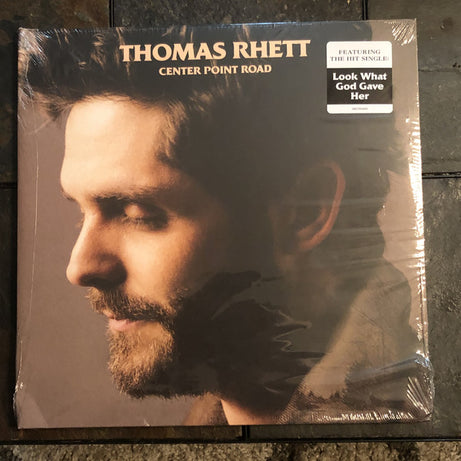 THOMAS RHETT
CENTER POINT ROAD
FEATURING
THE HIT SINGLE:
Look What
God Gave
Her